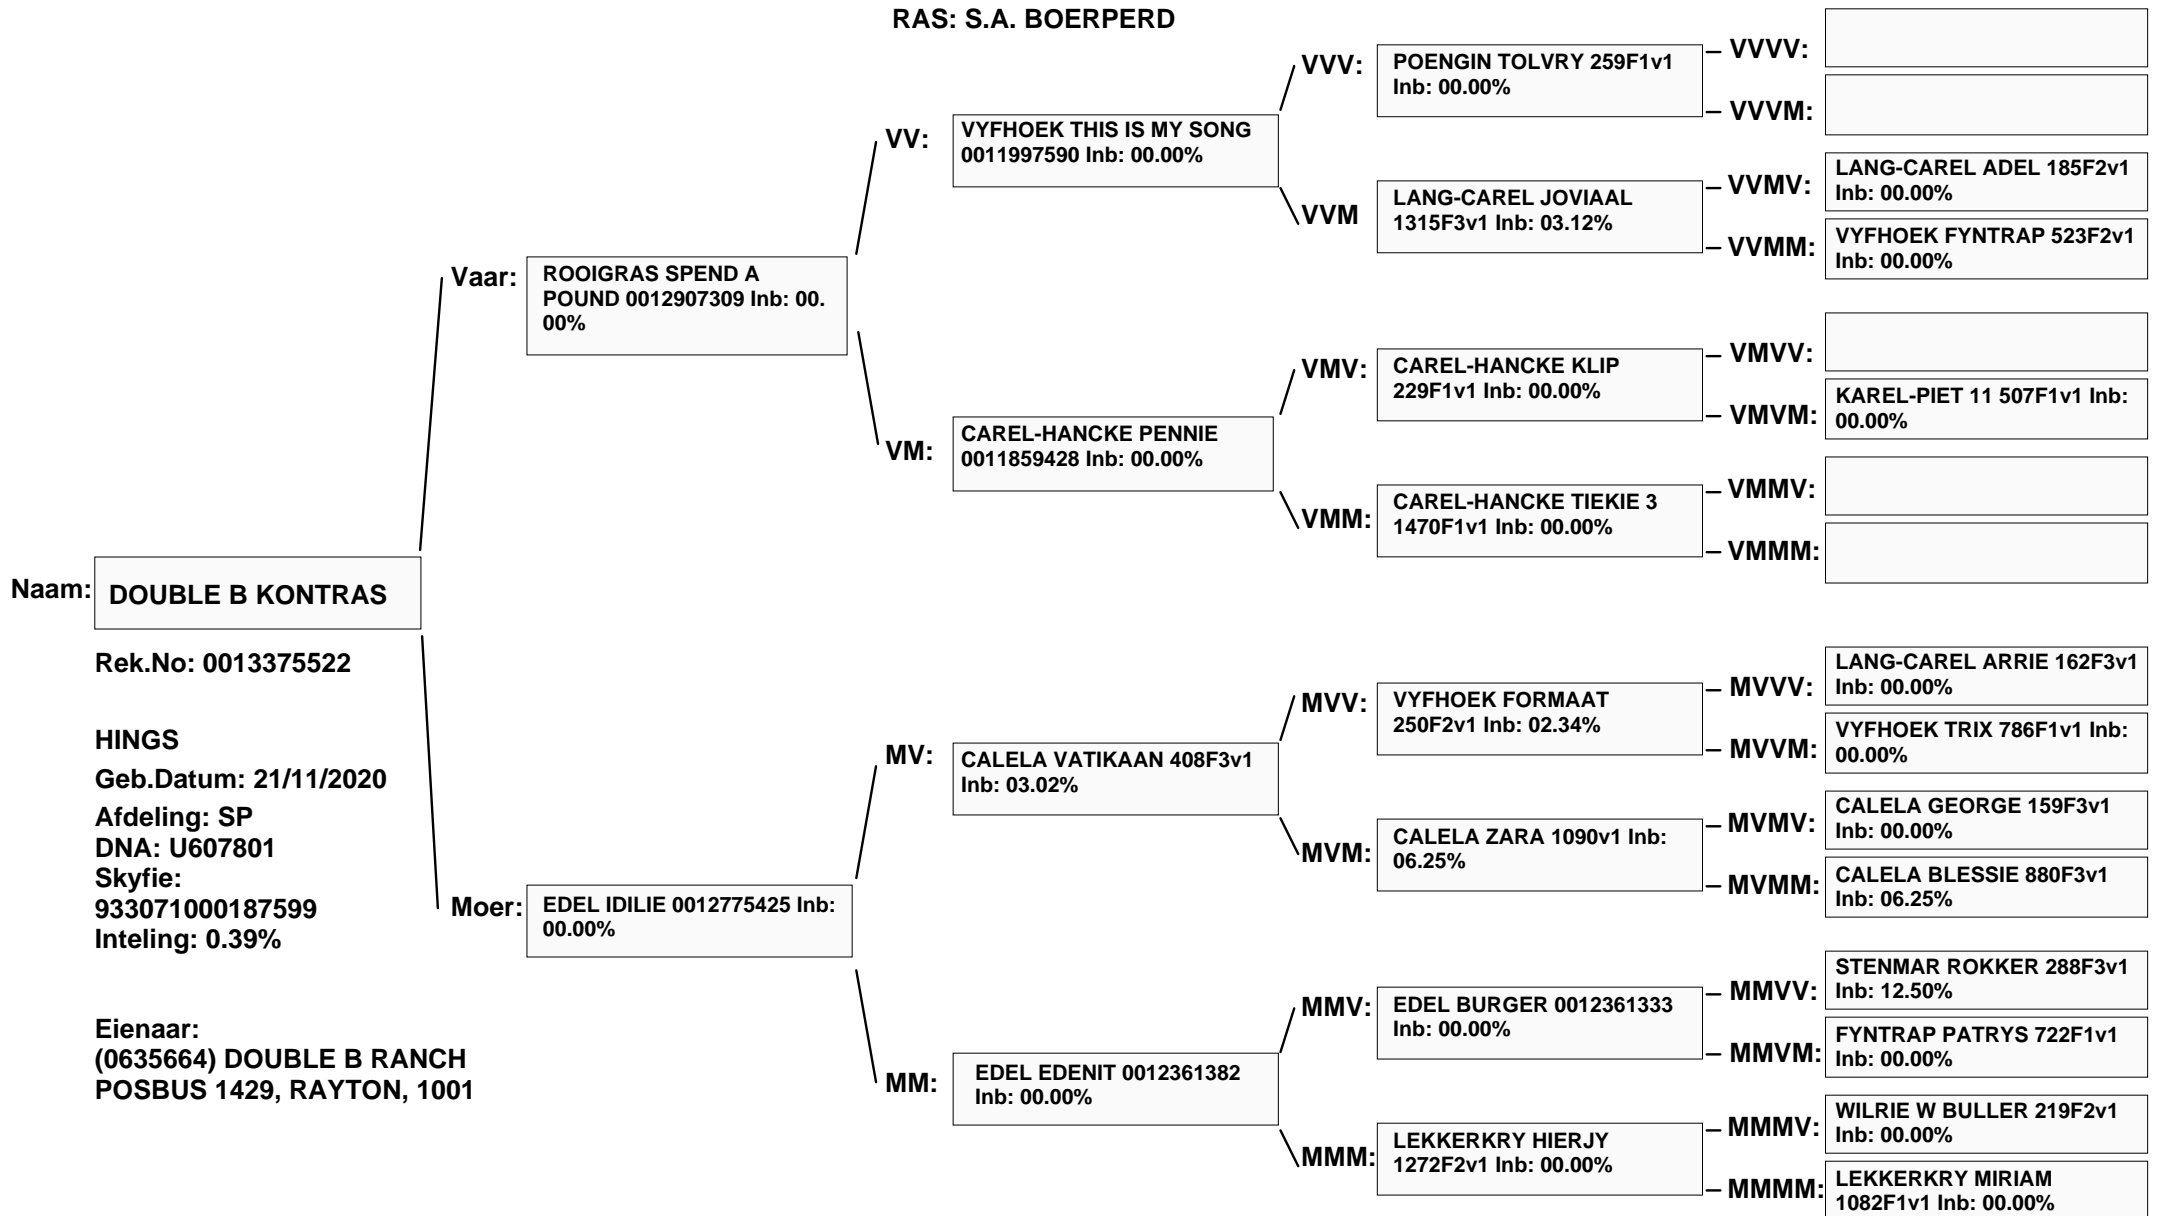 RAS: S.A. BOERPERD
Naam:
DOUBLE B KONTRAS
Rek.No: 0013375522
HINGS
Geb.Datum: 21/11/2020
Afdeling: SP
DNA: U607801
Skyfie:
933071000187599
Inteling: 0.39%
Eienaar:
(0635664) DOUBLE B RANCH
POSBUS 1429, RAYTON, 1001
Vaar:
ROOIGRAS SPEND A
POUND 0012907309 Inb: 00.
00%
Moer:
EDEL IDILIE 0012775425 Inb:
00.00%
VV:
VYFHOEK THIS IS MY SONG
0011997590 Inb: 00.00%
VM:
CAREL-HANCKE PENNIE
0011859428 Inb: 00.00%
MV:
CALELA VATIKAAN 408F3v1
Inb: 03.02%
MM:
EDEL EDENIT 0012361382
Inb: 00.00%
VVV:
POENGIN TOLVRY 259F1v1
Inb: 00.00%
VVM
LANG-CAREL JOVIAAL
1315F3v1 Inb: 03.12%
VMV:
CAREL-HANCKE KLIP
229F1v1 Inb: 00.00%
VMM:
CAREL-HANCKE TIEKIE 3
1470F1v1 Inb: 00.00%
MVV:
VYFHOEK FORMAAT
250F2v1 Inb: 02.34%
MVM:
CALELA ZARA 1090v1 Inb:
06.25%
MMV:
EDEL BURGER 0012361333
Inb: 00.00%
MMM:
LEKKERKRY HIERJY
1272F2v1 Inb: 00.00%
VVVV:
VVVM:
VVMV:
LANG-CAREL ADEL 185F2v1
Inb: 00.00%
VVMM:
VYFHOEK FYNTRAP 523F2v1
Inb: 00.00%
VMVV:
VMVM:
KAREL-PIET 11 507F1v1 Inb:
00.00%
VMMV:
VMMM:
MVVV:
LANG-CAREL ARRIE 162F3v1
Inb: 00.00%
MVVM:
VYFHOEK TRIX 786F1v1 Inb:
00.00%
MVMV:
CALELA GEORGE 159F3v1
Inb: 00.00%
MVMM:
CALELA BLESSIE 880F3v1
Inb: 06.25%
MMVV:
STENMAR ROKKER 288F3v1
Inb: 12.50%
MMVM:
FYNTRAP PATRYS 722F1v1
Inb: 00.00%
MMMV:
WILRIE W BULLER 219F2v1
Inb: 00.00%
MMMM:
LEKKERKRY MIRIAM
1082F1v1 Inb: 00.00%